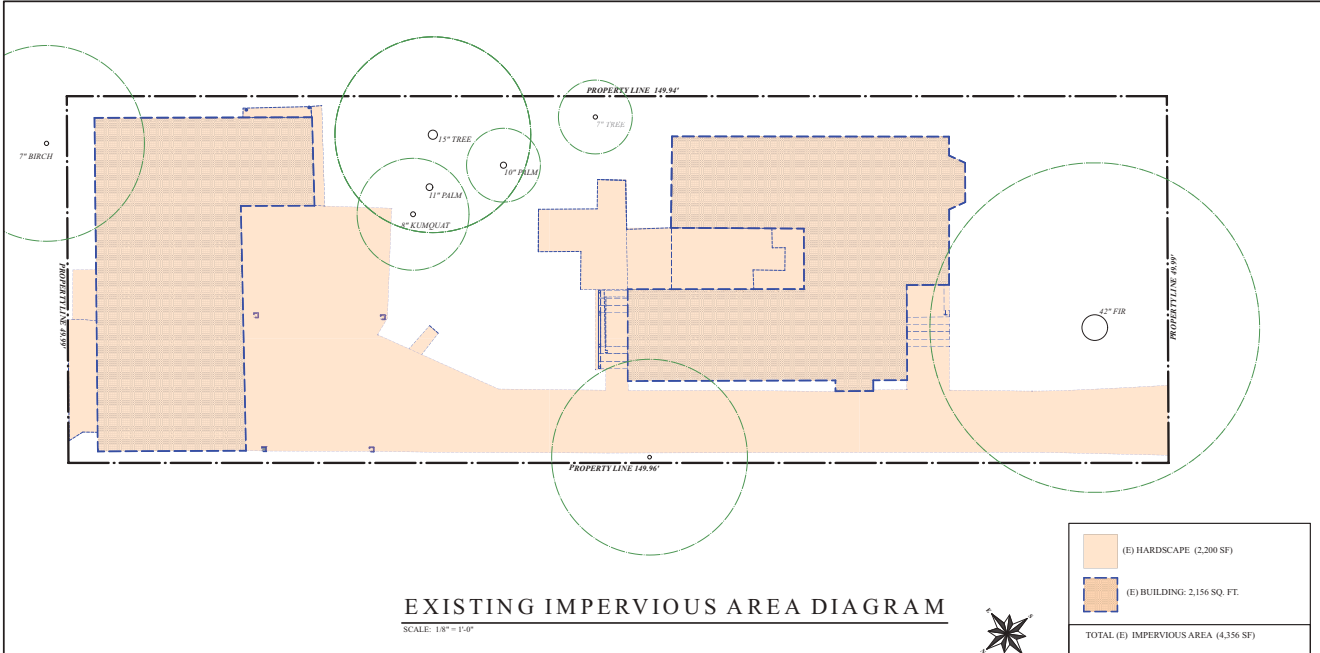 PROPERTY LINE 149.94'
7" TREE
15" TREE
7" BIRCH
10" PALM
11" PALM
8" KUMQUAT
PROPERTY LINE 49.99'
PROPERTY LINE 49.99'
42" FIR
PROPERTY LINE 149.96'
(E) HARDSCAPE (2,200 SF)
(E) BUILDING: 2,156 SQ. FT.
TOTAL (E) IMPERVIOUS AREA (4,356 SF)
EXISTING IMPERVIOUS AREA DIAGRAM
SCALE: 1/8" = 1'-0"